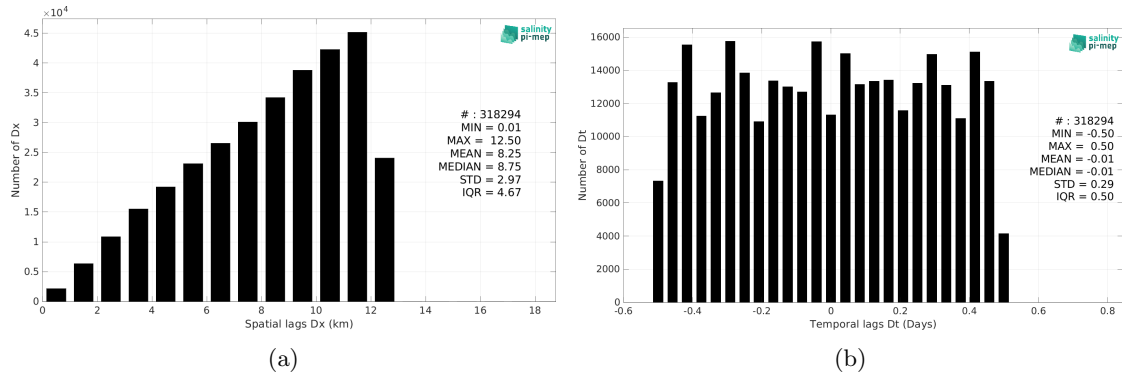 ×10⁴
4.5
4
3.5
3
2.5
2
1.5
1
0.5
0
Number of Dx
0 2 4 6 8 10 12 14 16 18
Spatial lags Dx (km)
salinity
pi-mep
# : 318294
MIN = 0.01
MAX = 12.50
MEAN = 8.25
MEDIAN = 8.75
STD = 2.97
IQR = 4.67
(a)
16000
14000
12000
10000
8000
6000
4000
2000
0
Number of Dt
-0.6 -0.4 -0.2 0 0.2 0.4 0.6 0.8
Temporal lags Dt (Days)
salinity
pi-mep
# : 318294
MIN = -0.50
MAX = 0.50
MEAN = -0.01
MEDIAN = -0.01
STD = 0.29
IQR = 0.50
(b)